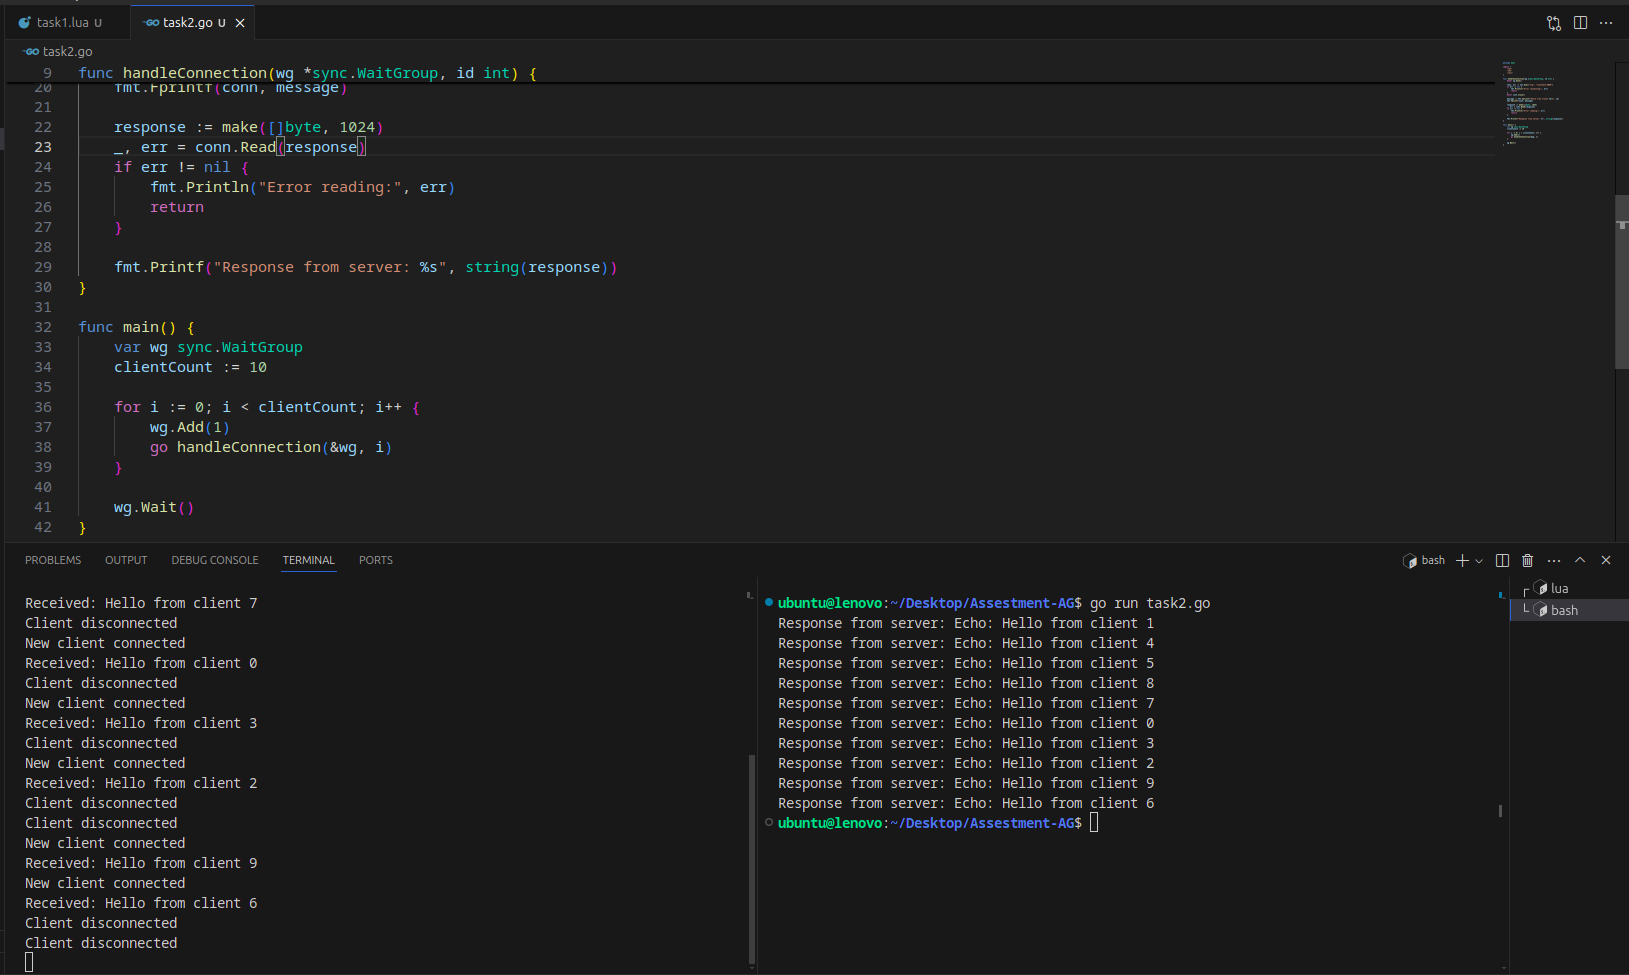 task1.lua U
task2.go U
task2.go
9 func handleConnection(wg *sync.WaitGroup, id int) {
20 fmt.Fprintf(conn, message)
21
22 response := make([]byte, 1024)
23 _, err = conn.Read(response)
24 if err != nil {
25 fmt.Println("Error reading:", err)
26 return
27 }
28
29 fmt.Printf("Response from server: %s", string(response))
30 }
31
32 func main() {
33 var wg sync.WaitGroup
34 clientCount := 10
35
36 for i := 0; i < clientCount; i++ {
37 wg.Add(1)
38 go handleConnection(&wg, i)
39 }
40
41 wg.Wait()
42 }
PROBLEMS OUTPUT DEBUG CONSOLE TERMINAL PORTS
bash
Received: Hello from client 7
Client disconnected
New client connected
Received: Hello from client 0
Client disconnected
New client connected
Received: Hello from client 3
Client disconnected
New client connected
Received: Hello from client 2
Client disconnected
Client disconnected
New client connected
Received: Hello from client 9
New client connected
Received: Hello from client 6
Client disconnected
Client disconnected
ubuntu@lenovo:~/Desktop/Assestment-AG$ go run task2.go
Response from server: Echo: Hello from client 1
Response from server: Echo: Hello from client 4
Response from server: Echo: Hello from client 5
Response from server: Echo: Hello from client 8
Response from server: Echo: Hello from client 7
Response from server: Echo: Hello from client 0
Response from server: Echo: Hello from client 3
Response from server: Echo: Hello from client 2
Response from server: Echo: Hello from client 9
Response from server: Echo: Hello from client 6
ubuntu@lenovo:~/Desktop/Assestment-AG$
lua
bash